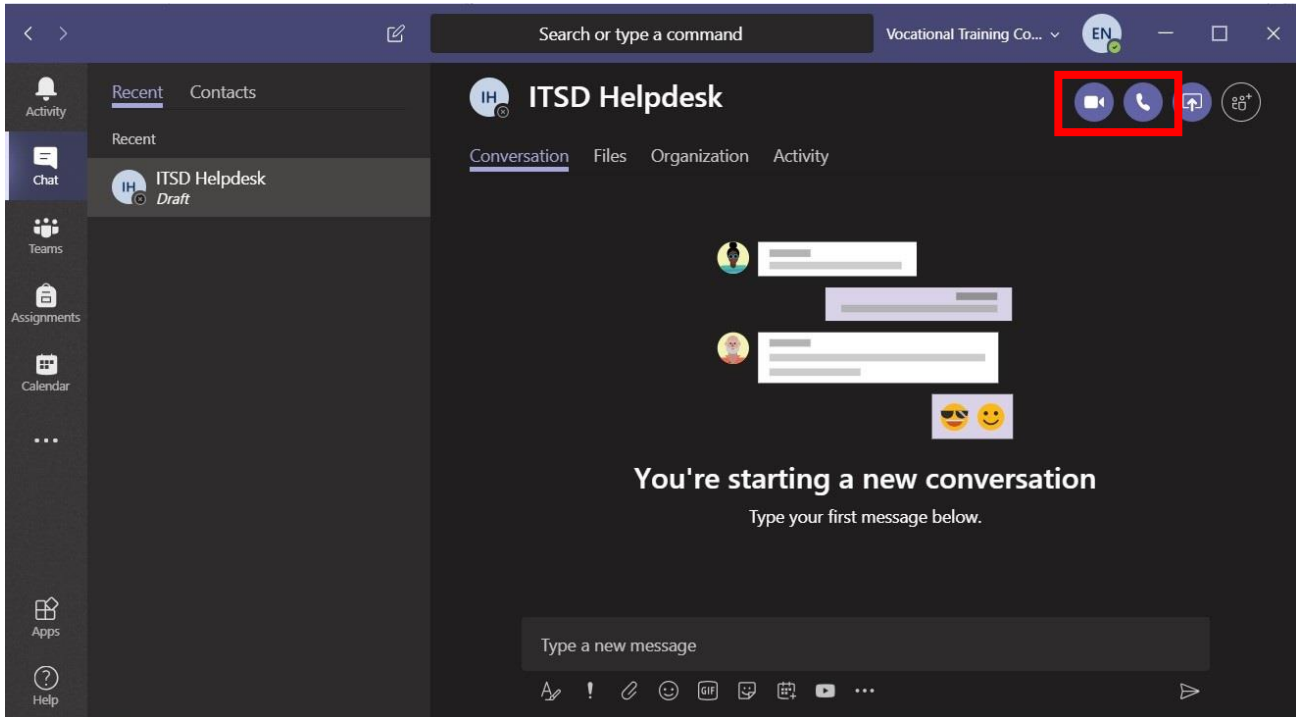 Search or type a command
Vocational Training Co...
EN
Activity
Chat
Teams
Assignments
Calendar
Apps
Help
Recent Contacts
Recent
IH
ITSD Helpdesk
Draft
IH
ITSD Helpdesk
Conversation Files Organization Activity
You're starting a new conversation
Type your first message below.
Type a new message
GIF